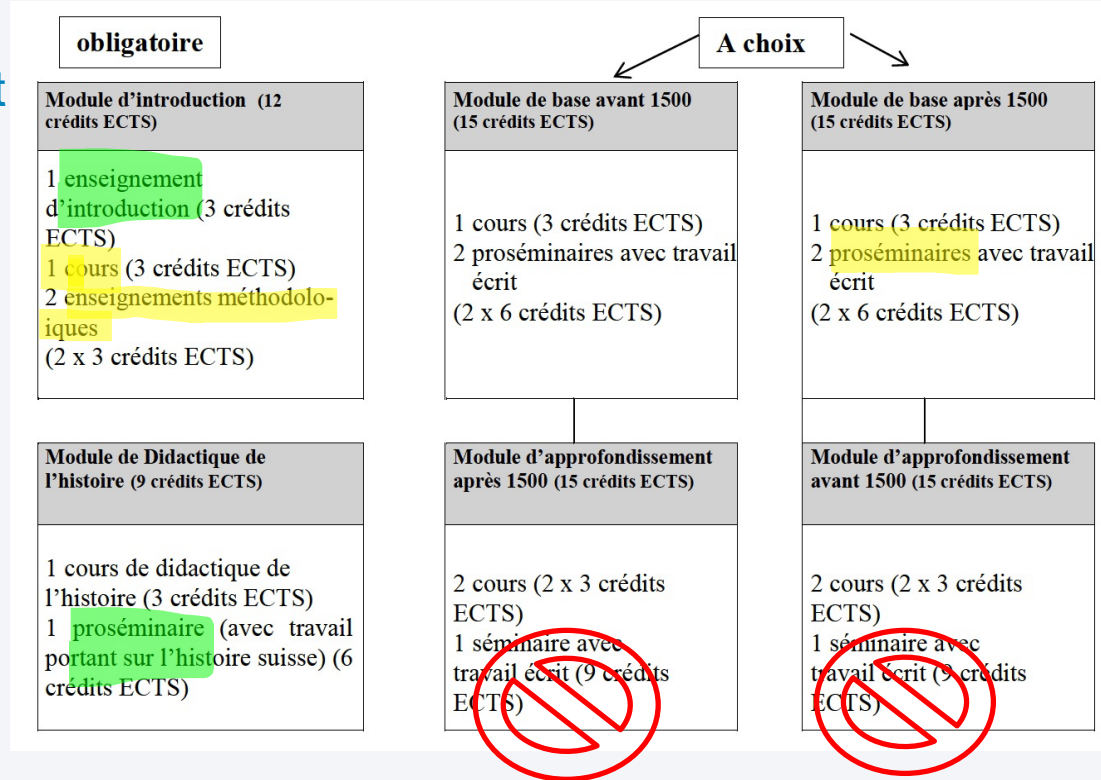 obligatoire
A choix
t
Module d’introduction (12
crédits ECTS)
1 enseignement
d’introduction (3 crédits
ECTS)
1 cours (3 crédits ECTS)
2 enseignements méthodolo-
iques
(2 x 3 crédits ECTS)
Module de base avant 1500
(15 crédits ECTS)
1 cours (3 crédits ECTS)
2 proséminaires avec travail
écrit
(2 x 6 crédits ECTS)
Module de base après 1500
(15 crédits ECTS)
1 cours (3 crédits ECTS)
2 proséminaires avec travail
écrit
(2 x 6 crédits ECTS)
Module de Didactique de
l’histoire (9 crédits ECTS)
1 cours de didactique de
l’histoire (3 crédits ECTS)
1 proséminaire (avec travail
portant sur l’histoire suisse) (6
crédits ECTS)
Module d’approfondissement
après 1500 (15 crédits ECTS)
2 cours (2 x 3 crédits
ECTS)
1 séminaire avec
travail écrit (9 crédits
ECTS)
Module d’approfondissement
avant 1500 (15 crédits ECTS)
2 cours (2 x 3 crédits
ECTS)
1 séminaire avec
travail écrit (9 crédits
ECTS)